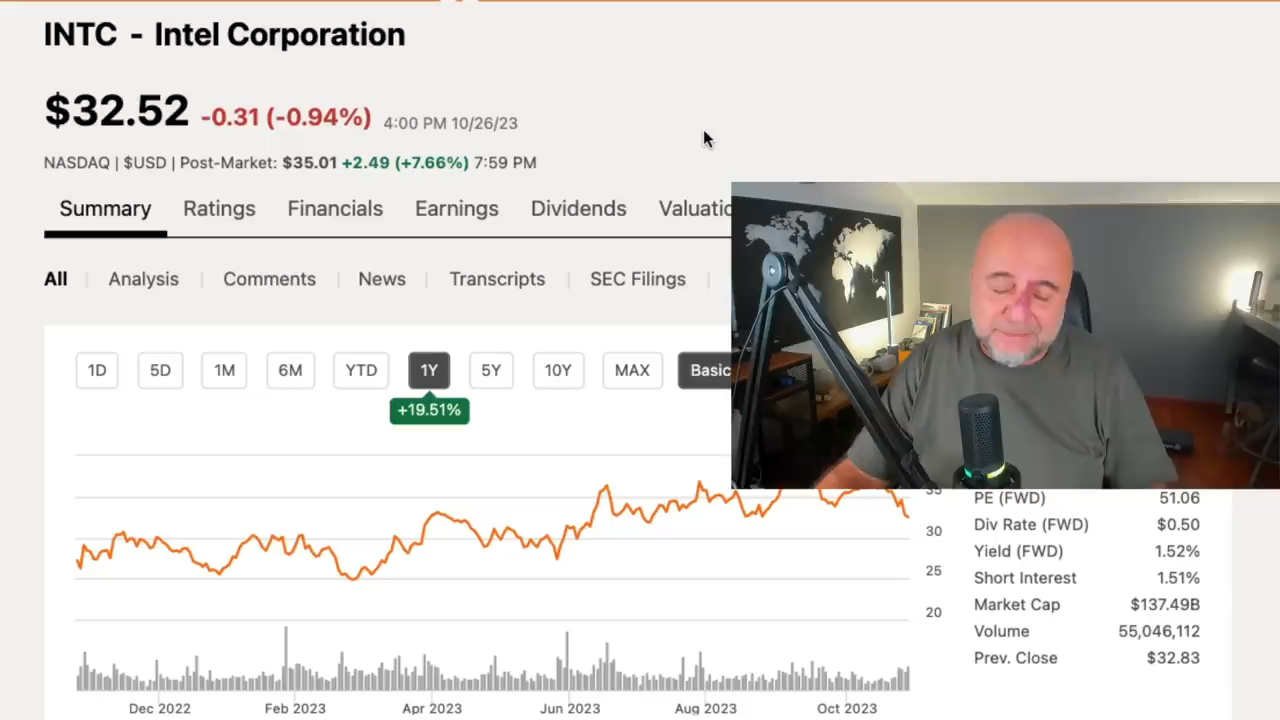 INTC - Intel Corporation
$32.52 -0.31 (-0.94%) 4:00 PM 10/26/23
NASDAQ | $USD | Post-Market: $35.01 +2.49 (+7.66%) 7:59 PM
Summary Ratings Financials Earnings Dividends Valuatio
All | Analysis | Comments | News | Transcripts | SEC Filings |
1D 5D 1M 6M YTD 1Y 5Y 10Y MAX Basic
+19.51%
35
30
25
20
Dec 2022 Feb 2023 Apr 2023 Jun 2023 Aug 2023 Oct 2023
PE (FWD) 51.06
Div Rate (FWD) $0.50
Yield (FWD) 1.52%
Short Interest 1.51%
Market Cap $137.49B
Volume 55,046,112
Prev. Close $32.83